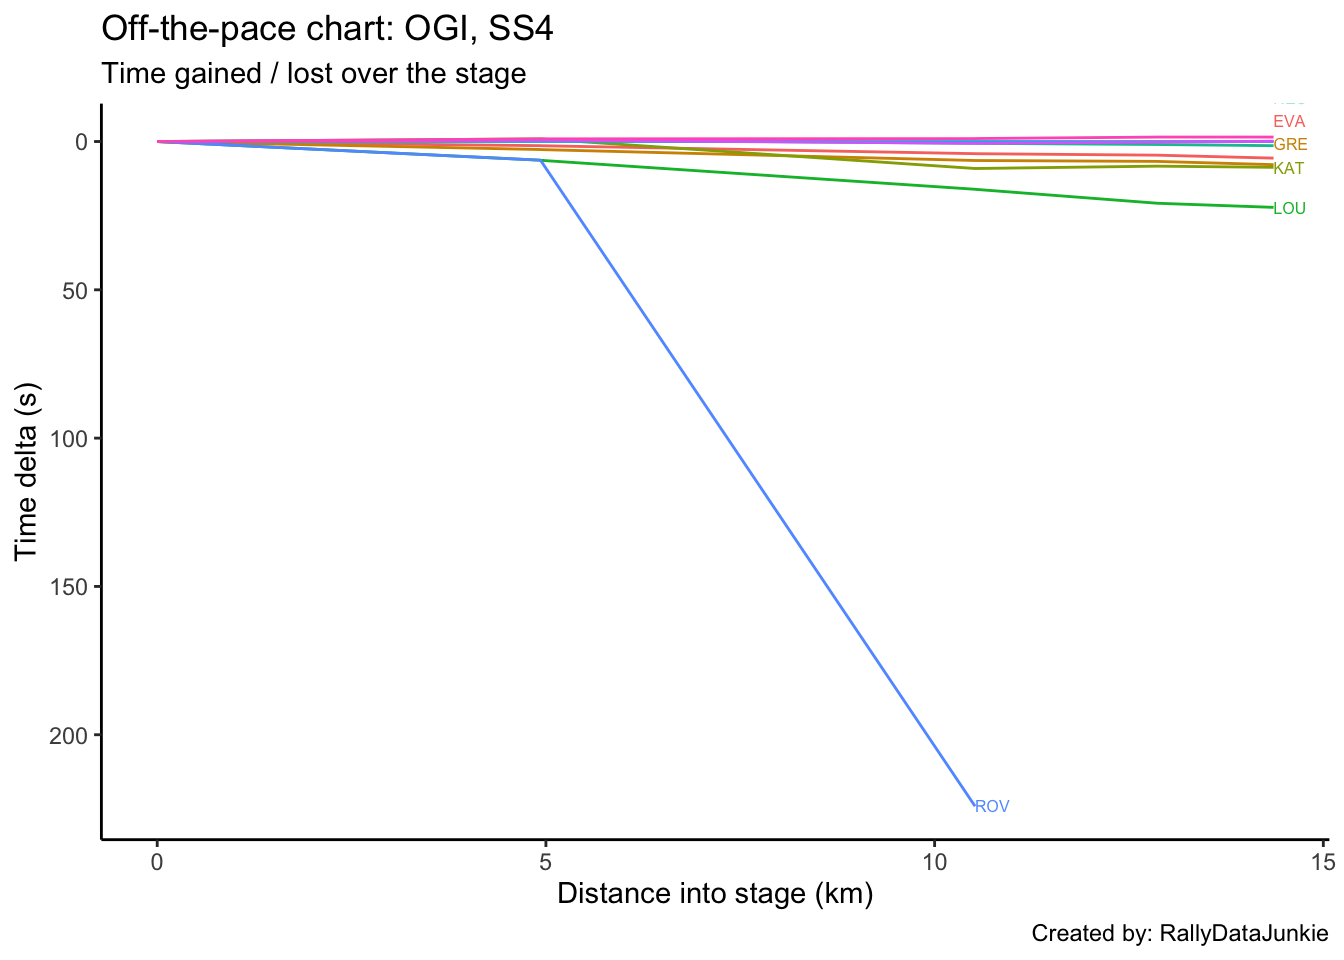 Off-the-pace chart: OGI, SS4
Time gained / lost over the stage
EVA
0
GRE
KAT
LOU
50
100
150
200
ROV
Time delta (s)
0
5
10
15
Distance into stage (km)
Created by: RallyDataJunkie